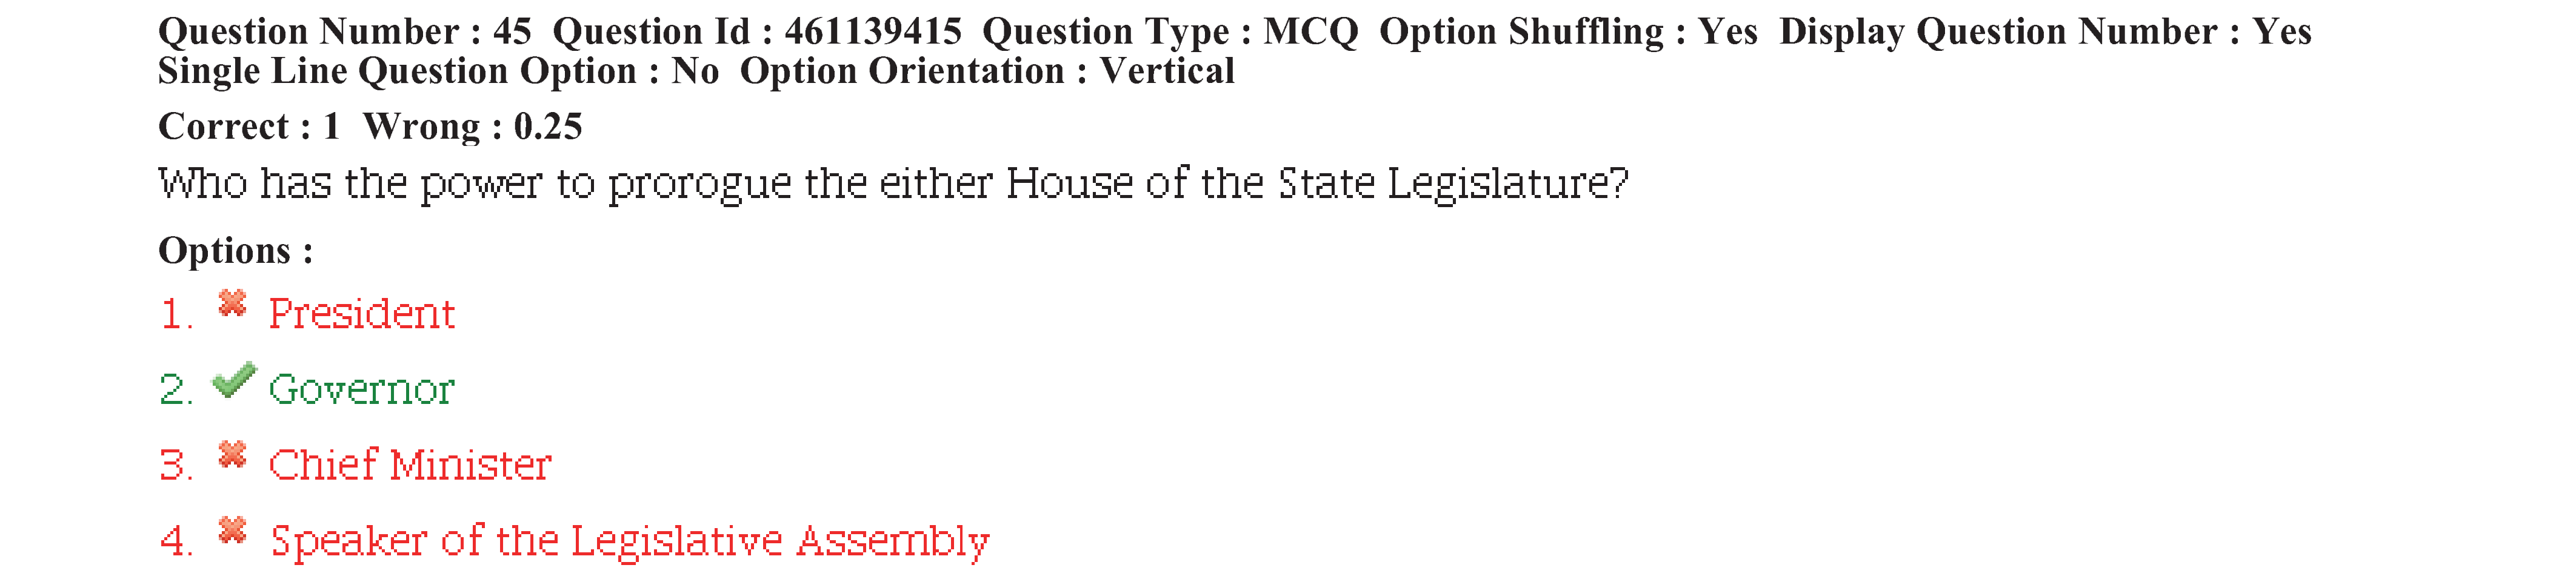 Question Number : 45 Question Id : 461139415 Question Type : MCQ Option Shuffling : Yes Display Question Number : Yes
Single Line Question Option : No Option Orientation : Vertical
Correct : 1 Wrong : 0.25
Who has the power to prorogue the either House of the State Legislature?
Options :
1. President
2. Governor
3. Chief Minister
4. Speaker of the Legislative Assembly